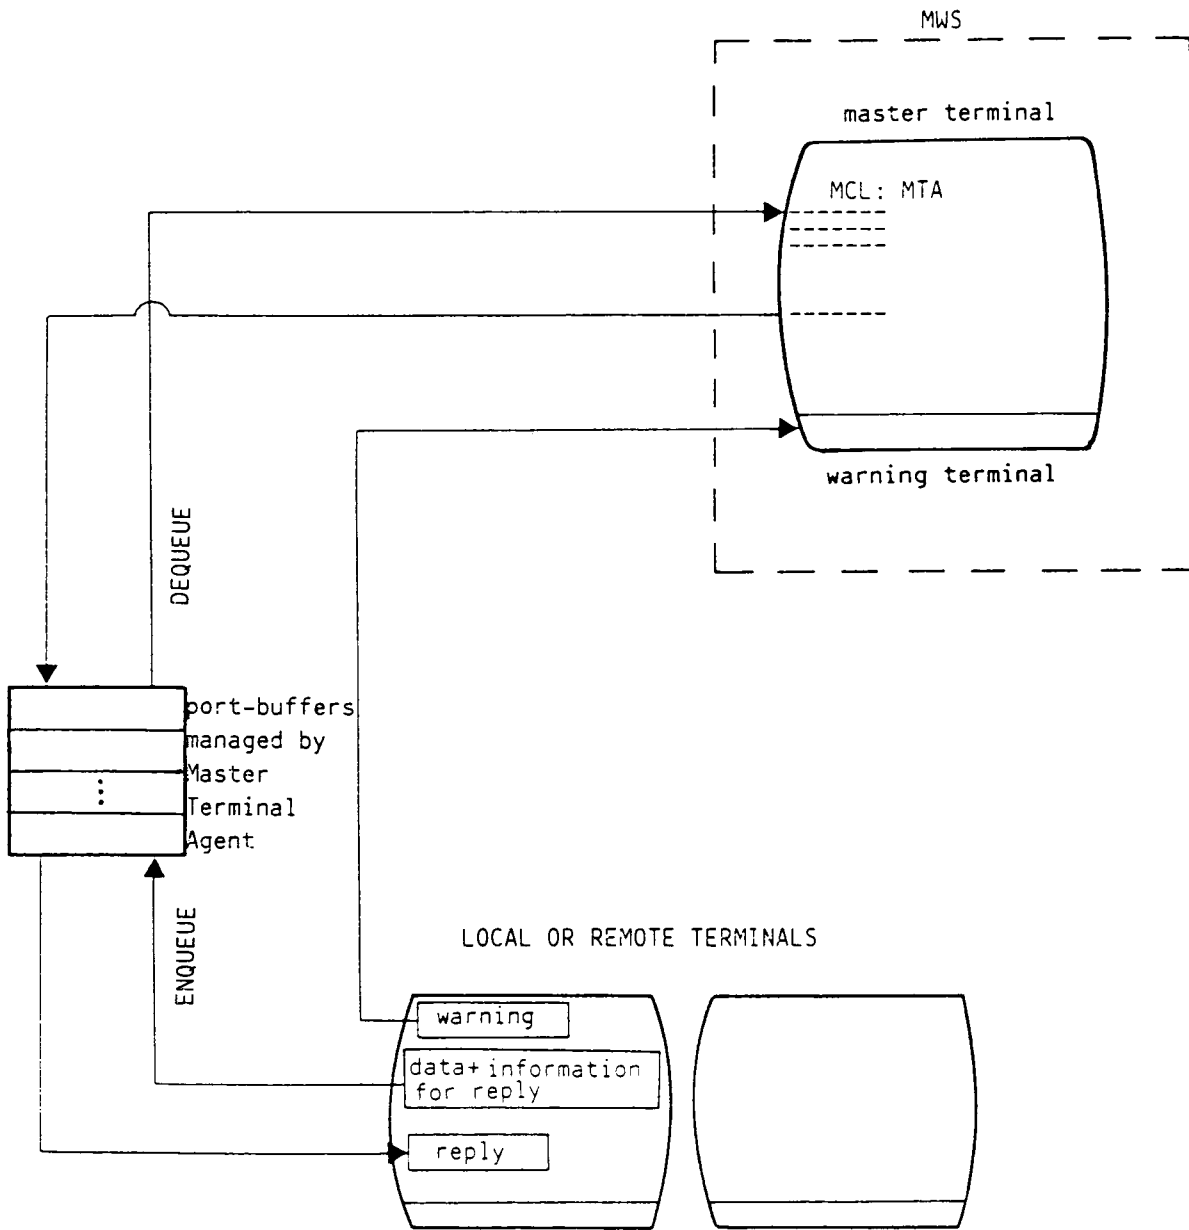 MWS
master terminal
MCL: MTA
warning terminal
DEQUEUE
port-buffers
managed by
Master
Terminal
Agent
ENQUEUE
LOCAL OR REMOTE TERMINALS
warning
data+ information
for reply
reply